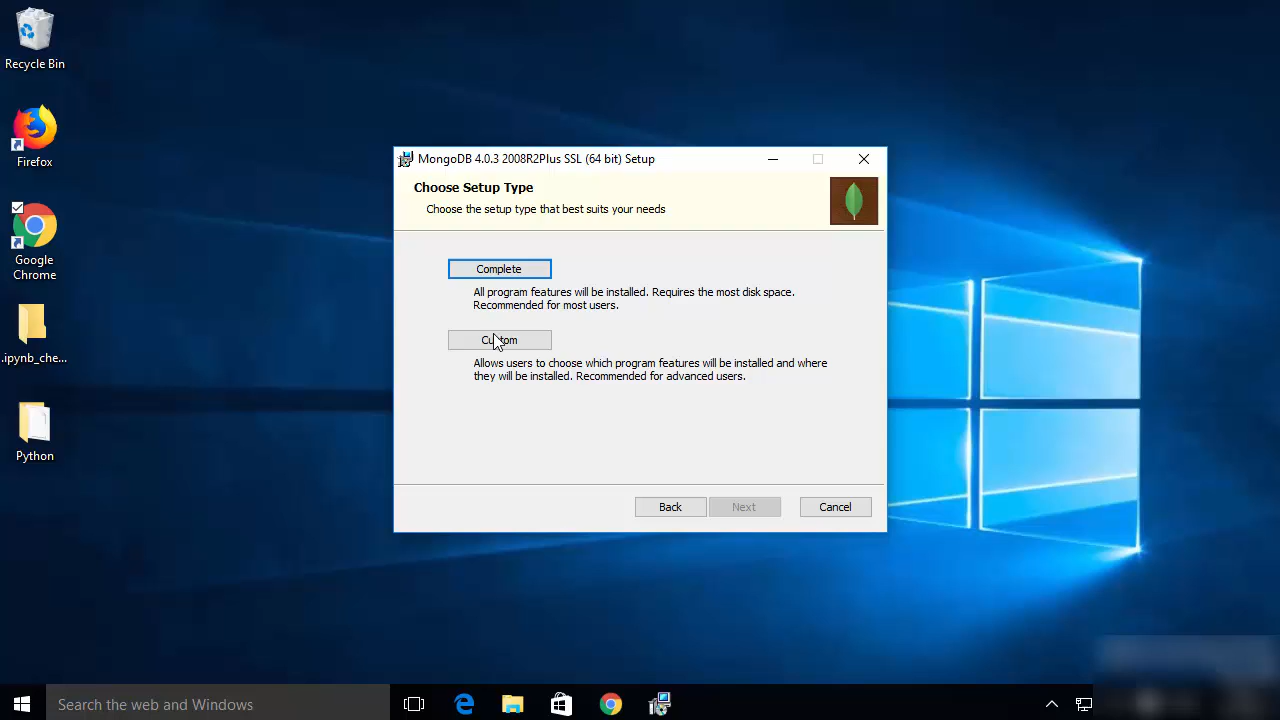 Recycle Bin
Firefox
Google
Chrome
.ipynb_che...
Python
MongoDB 4.0.3 2008R2Plus SSL (64 bit) Setup
Choose Setup Type
Choose the setup type that best suits your needs
Complete
All program features will be installed. Requires the most disk space.
Recommended for most users.
Custom
Allows users to choose which program features will be installed and where
they will be installed. Recommended for advanced users.
Back
Next
Cancel
Search the web and Windows